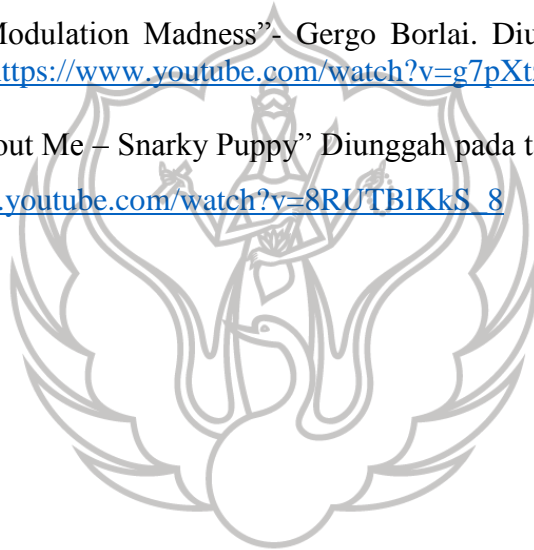 Modulation Madness”- Gergo Borlai. Diu
https://www.youtube.com/watch?v=g7pXt
out Me – Snarky Puppy” Diunggah pada t
.youtube.com/watch?v=8RUTBlKkS_8